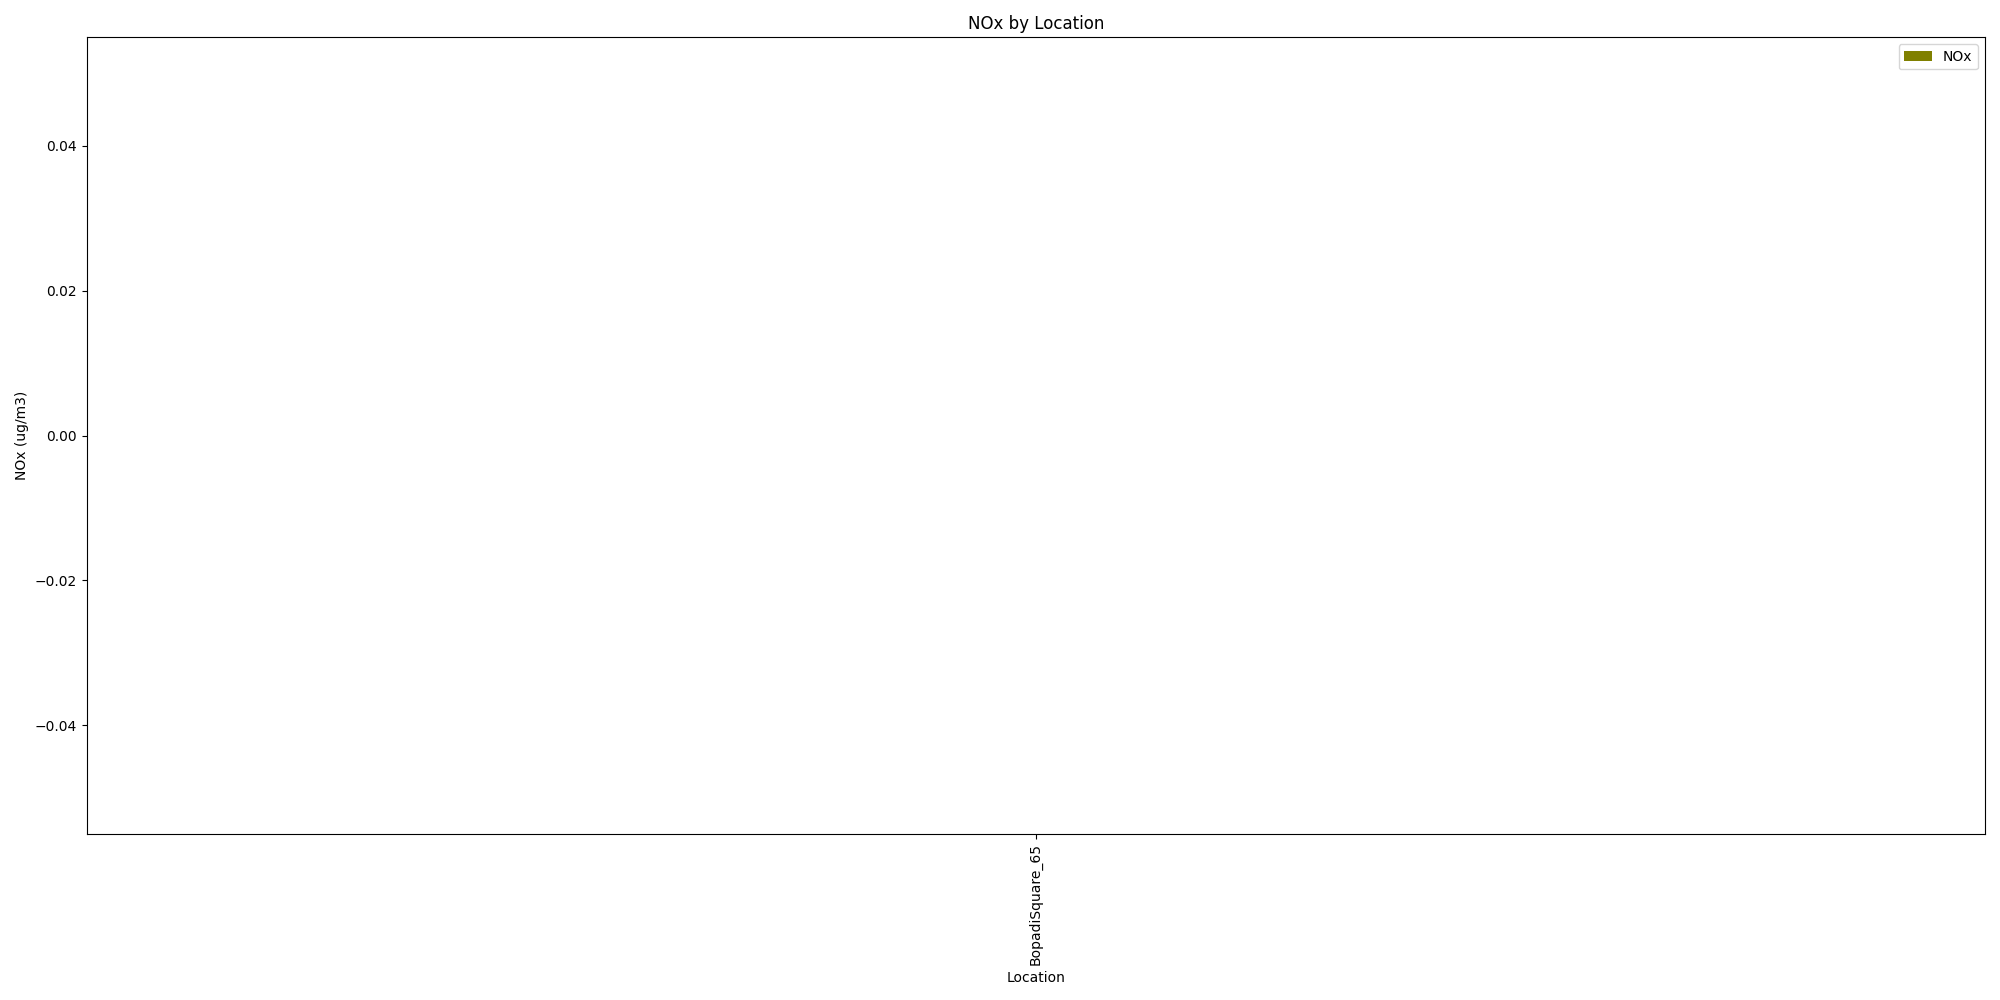 NOx by Location
NOx
0.04
0.02
0.00
−0.02
−0.04
NOx (ug/m3)
BopadiSquare_65
Location